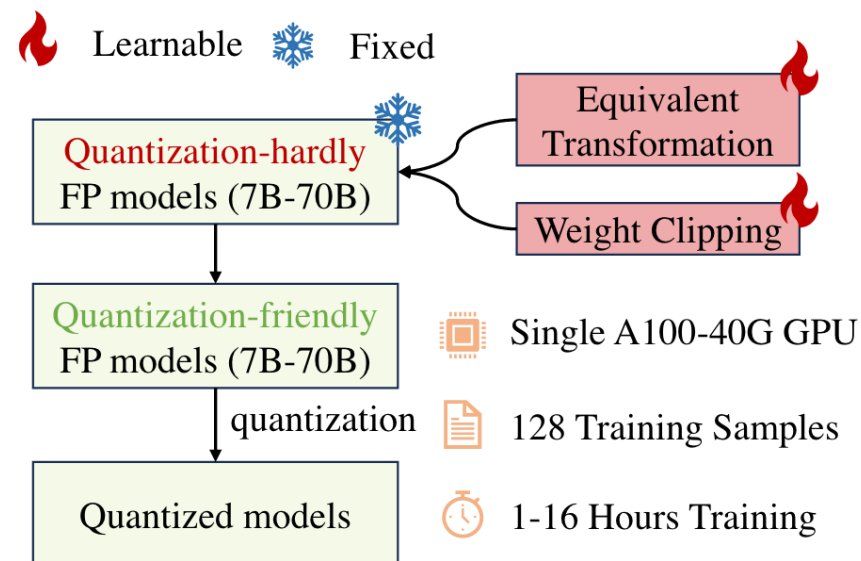 Learnable
Fixed
Equivalent
Transformation
Quantization-hardly
FP models (7B-70B)
Weight Clipping
Quantization-friendly
FP models (7B-70B)
Single A100-40G GPU
quantization
128 Training Samples
Quantized models
1-16 Hours Training